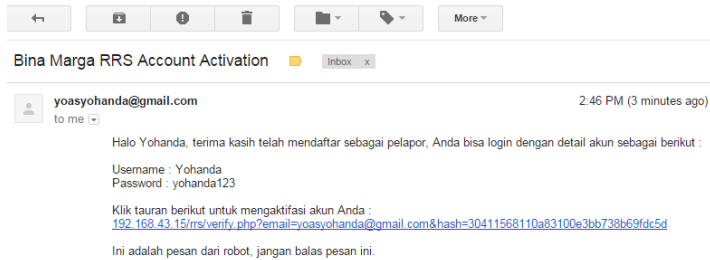 More
Bina Marga RRS Account Activation
Inbox x
yoasyohanda@gmail.com 2:46 PM (3 minutes ago)
to me
Halo Yohanda, terima kasih telah mendaftar sebagai pelapor, Anda bisa login dengan detail akun sebagai berikut :
Username : Yohanda
Password : yohanda123
Klik tauran berikut untuk mengaktifasi akun Anda :
192.168.43.15/rrs/verify.php?email=yoasyohanda@gmail.com&hash=30411568110a83100e3bb738b69fdc5d
Ini adalah pesan dari robot, jangan balas pesan ini.